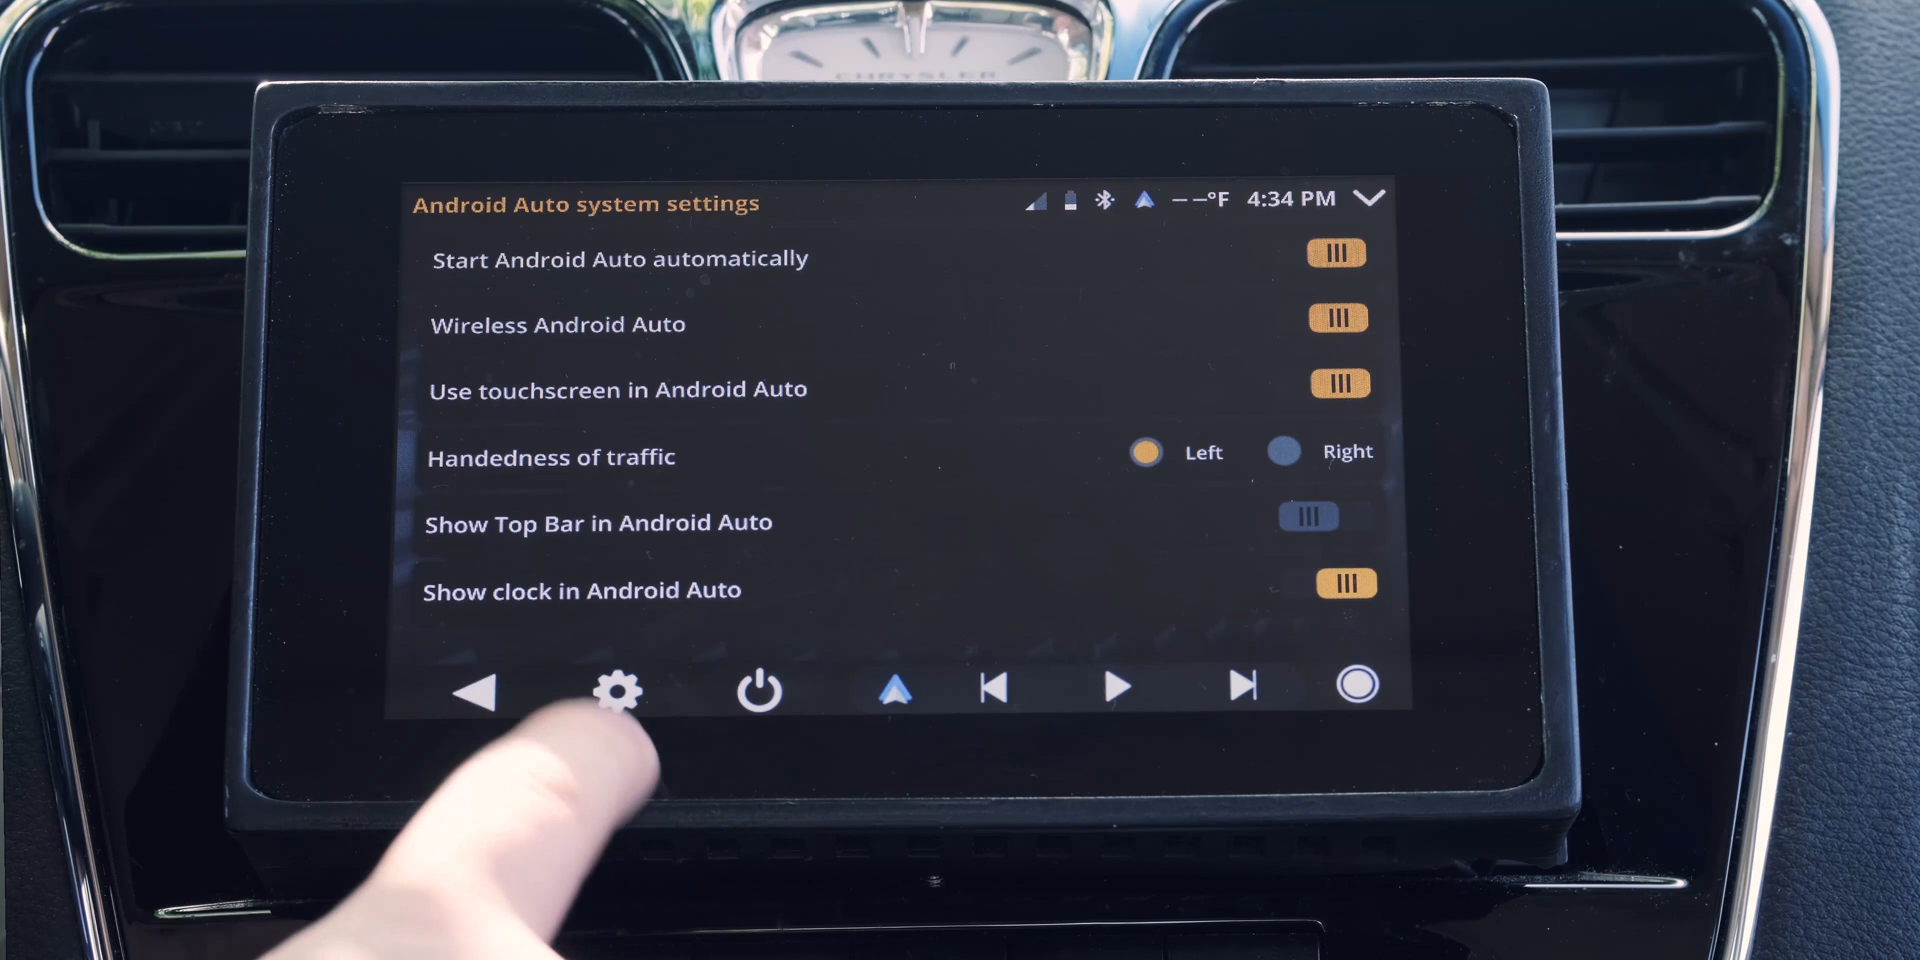 CHRYSLER
Android Auto system settings
– –°F 4:34 PM
Start Android Auto automatically
Wireless Android Auto
Use touchscreen in Android Auto
Handedness of traffic Left Right
Show Top Bar in Android Auto
Show clock in Android Auto